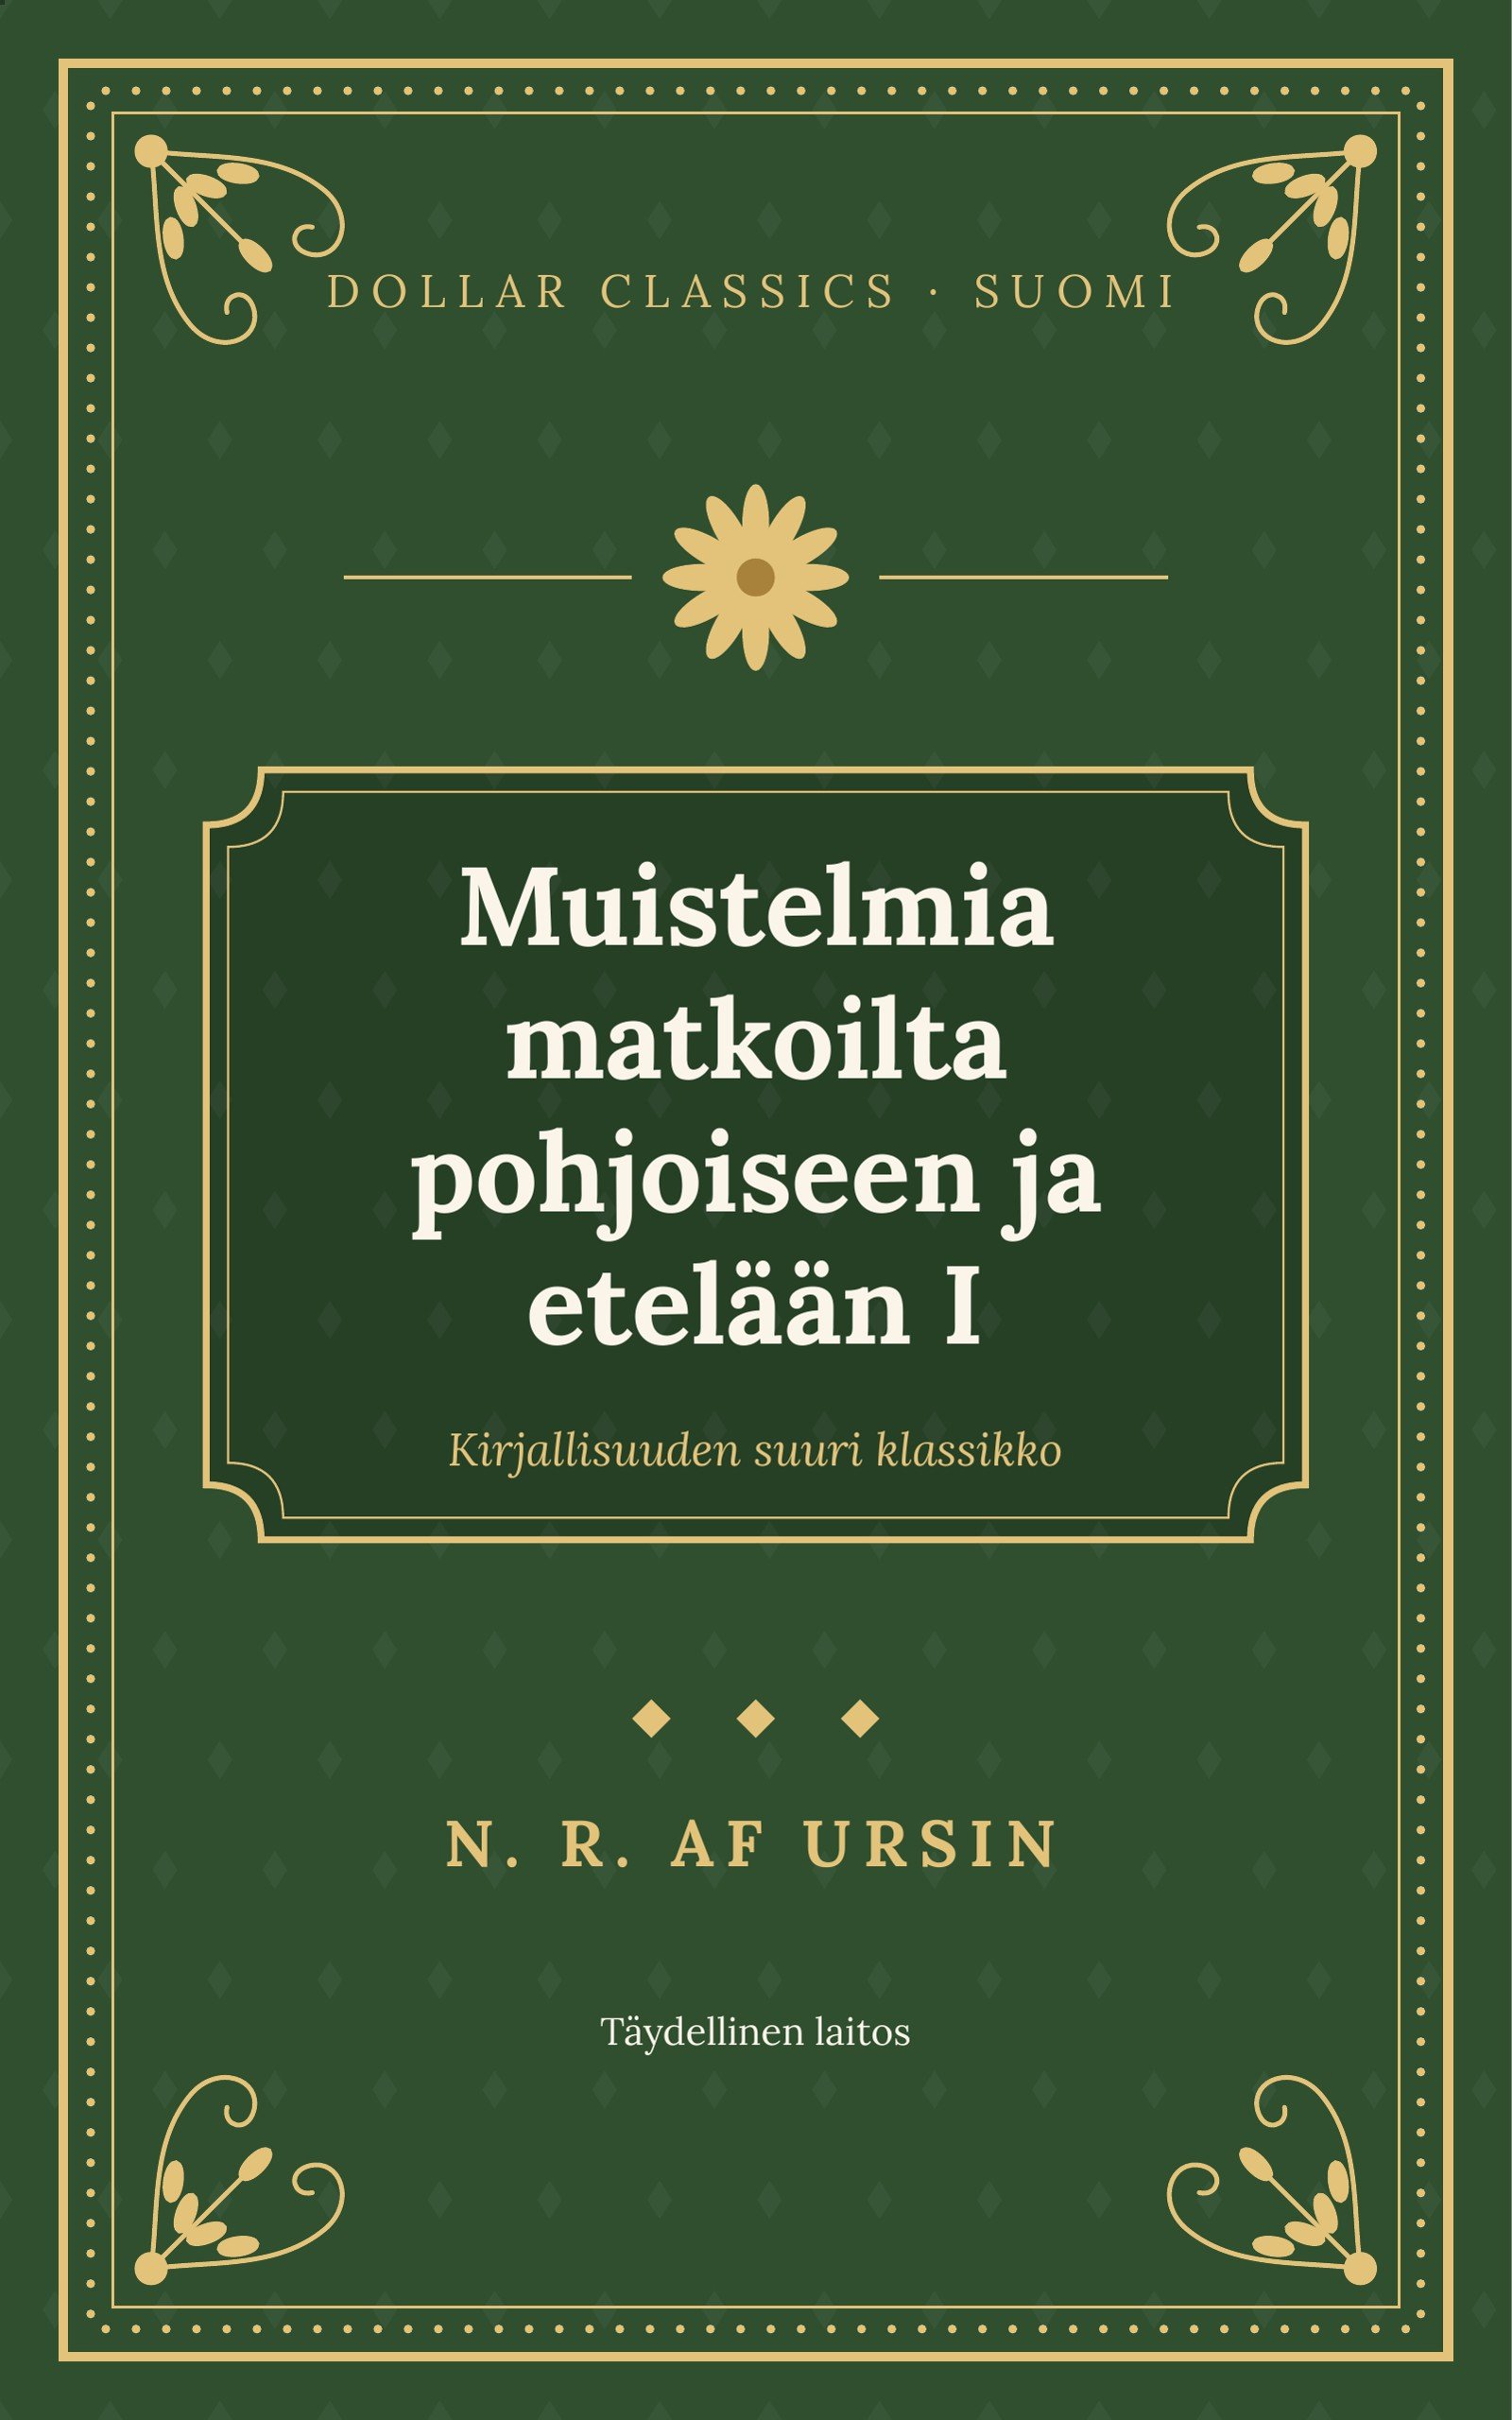 DOLLAR CLASSICS · SUOMI
Muistelmia
matkoilta
pohjoiseen ja
etelään I
Kirjallisuuden suuri klassikko
N. R. AF URSIN
Täydellinen laitos